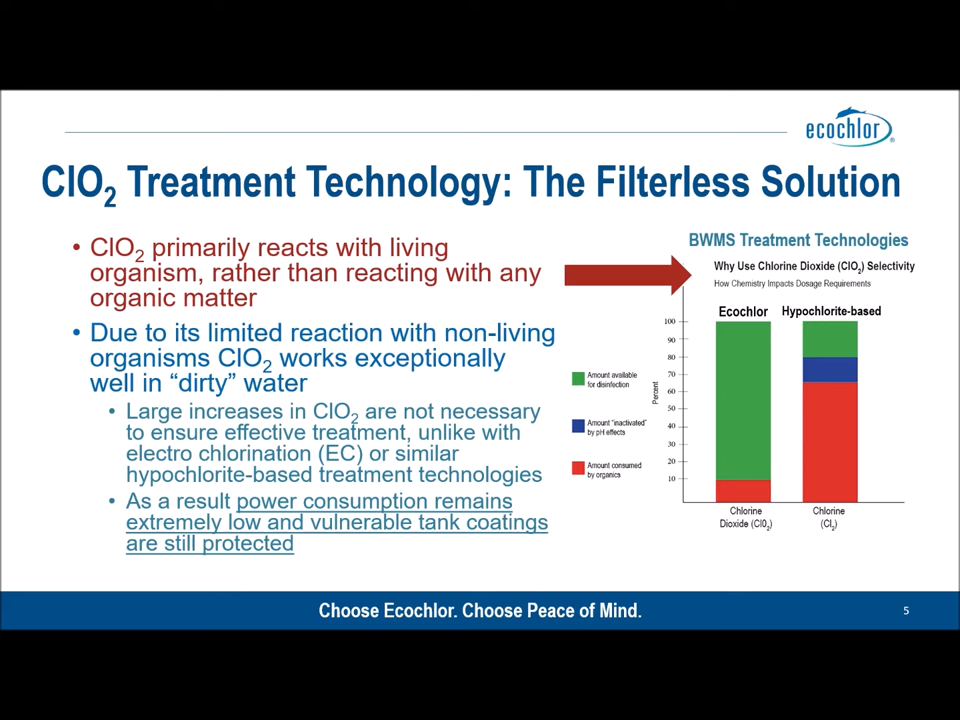 ecochlor®
ClO₂ Treatment Technology: The Filterless Solution
• ClO₂ primarily reacts with living
organism, rather than reacting with any
organic matter
• Due to its limited reaction with non-living
organisms ClO₂ works exceptionally
well in “dirty” water
• Large increases in ClO₂ are not necessary
to ensure effective treatment, unlike with
electro chlorination (EC) or similar
hypochlorite-based treatment technologies
• As a result power consumption remains
extremely low and vulnerable tank coatings
are still protected
BWMS Treatment Technologies
Why Use Chlorine Dioxide (ClO₂) Selectivity
How Chemistry Impacts Dosage Requirements
Ecochlor
Hypochlorite-based
100
90
80
70
60
50
40
30
20
10
Percent
Amount available
for disinfection
Amount “inactivated”
by pH effects
Amount consumed
by organics
Chlorine
Dioxide (Cl0₂)
Chlorine
(Cl₂)
Choose Ecochlor. Choose Peace of Mind.
5